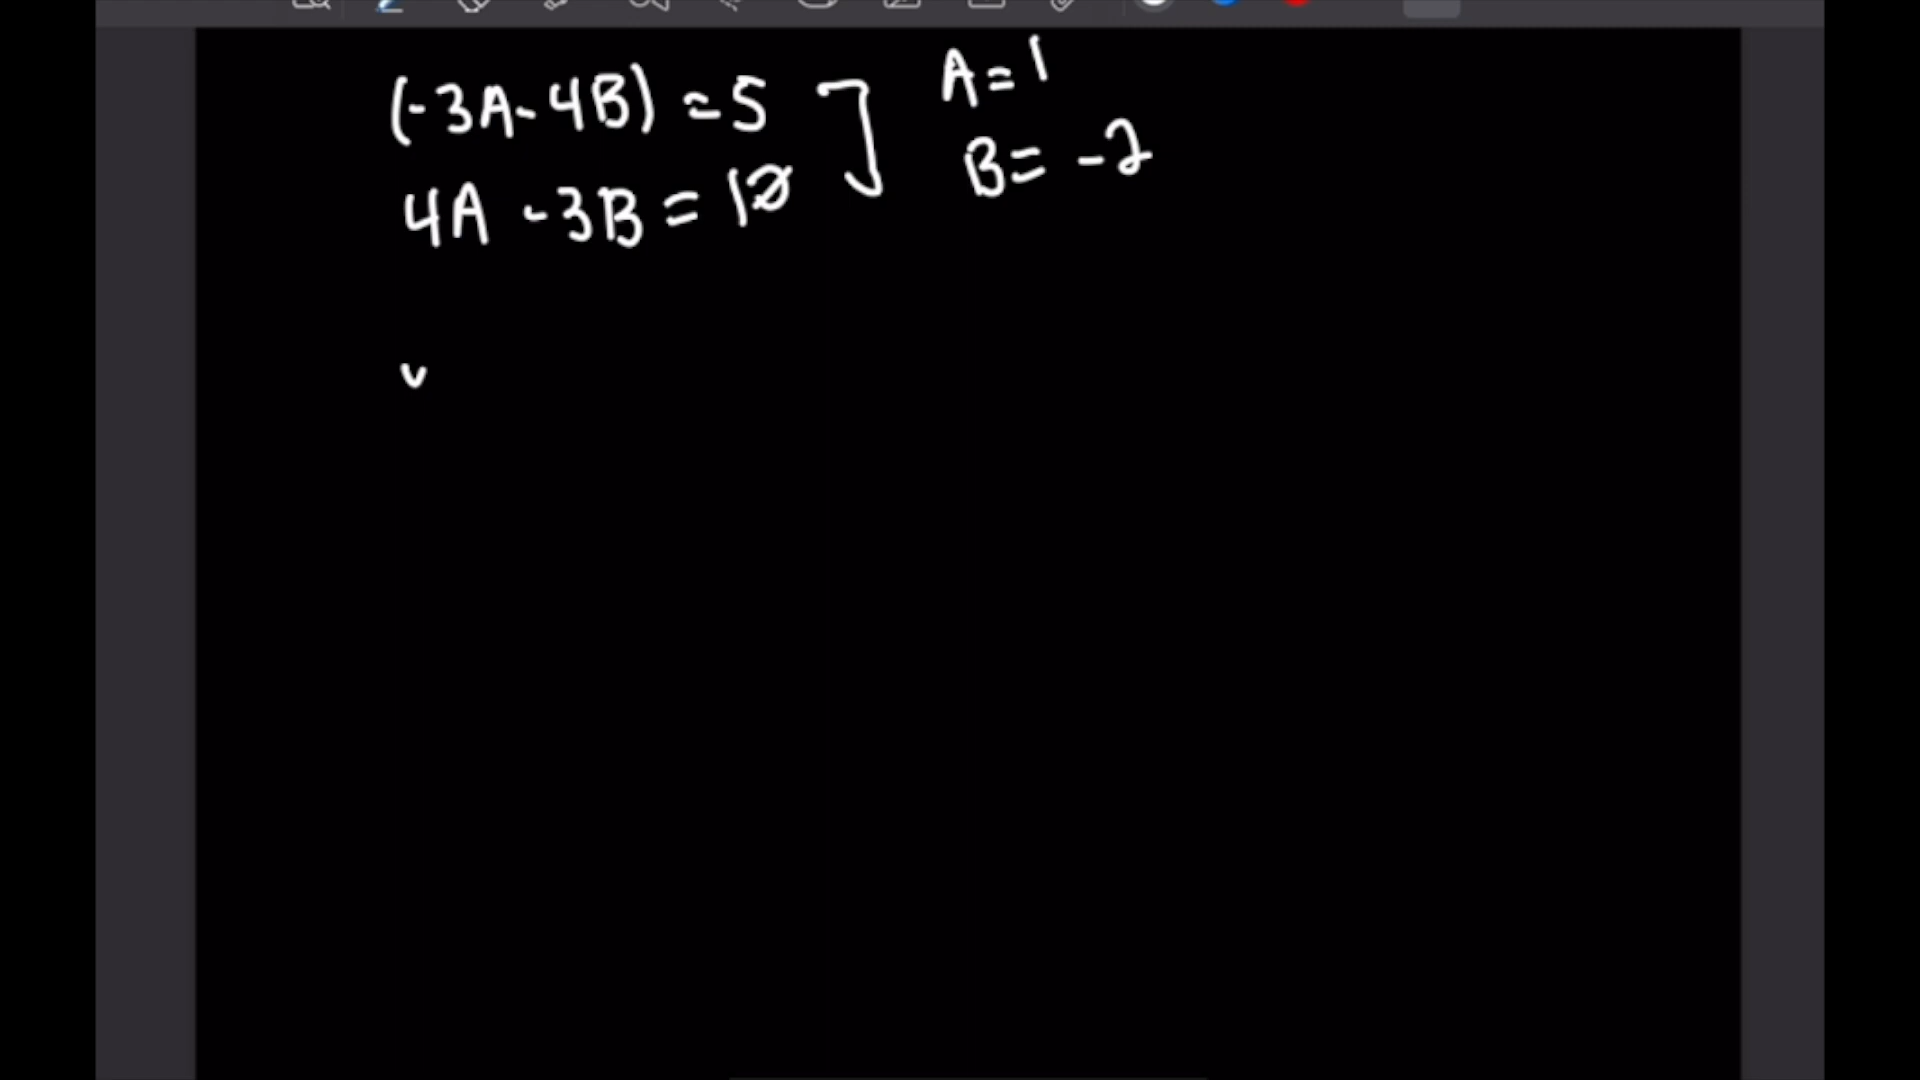 (-3A-4B) = 5
4A - 3B = 10
A = 1
B = -2